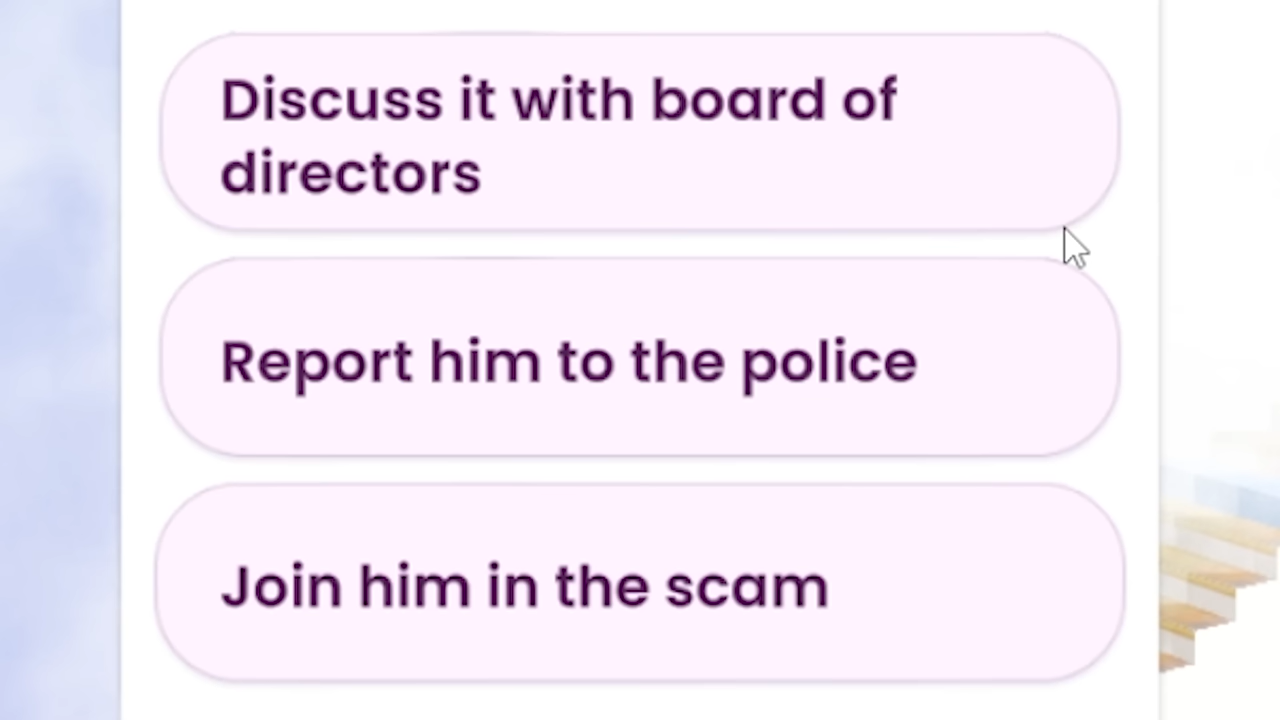 Discuss it with board of
directors
Report him to the police
Join him in the scam